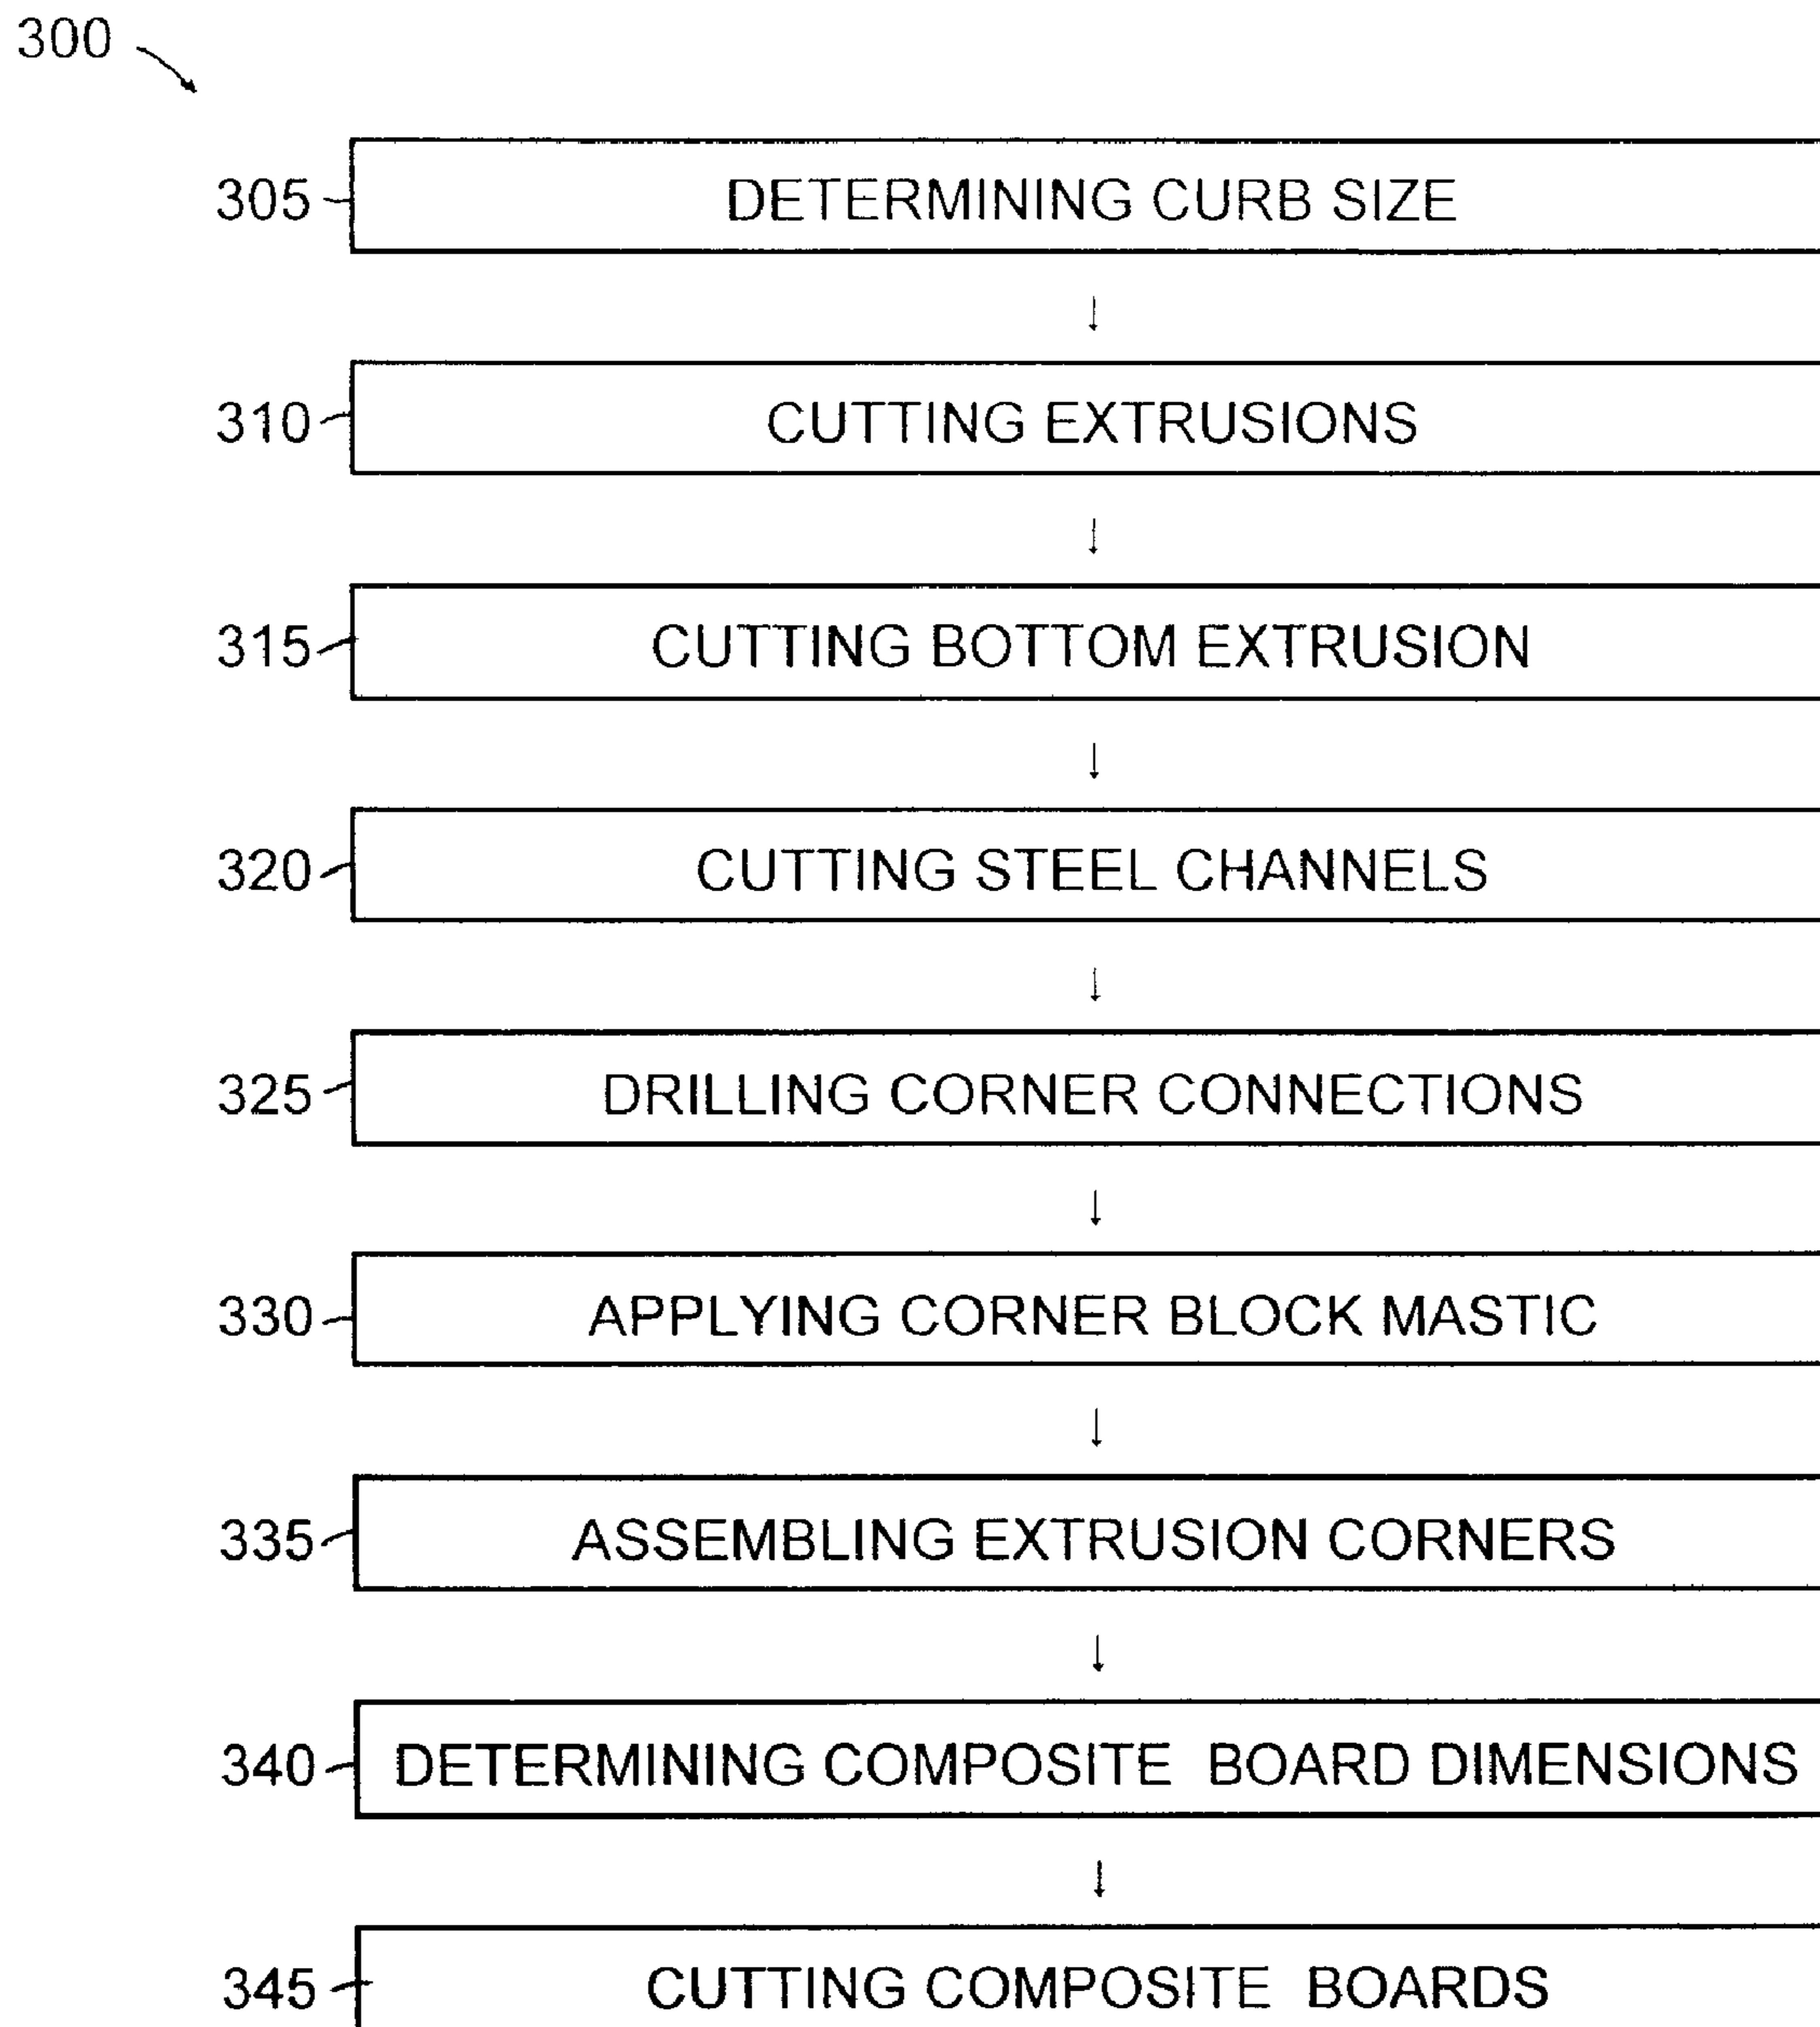 300
305 DETERMINING CURB SIZE
310 CUTTING EXTRUSIONS
315 CUTTING BOTTOM EXTRUSION
320 CUTTING STEEL CHANNELS
325 DRILLING CORNER CONNECTIONS
330 APPLYING CORNER BLOCK MASTIC
335 ASSEMBLING EXTRUSION CORNERS
340 DETERMINING COMPOSITE BOARD DIMENSIONS
345 CUTTING COMPOSITE BOARDS